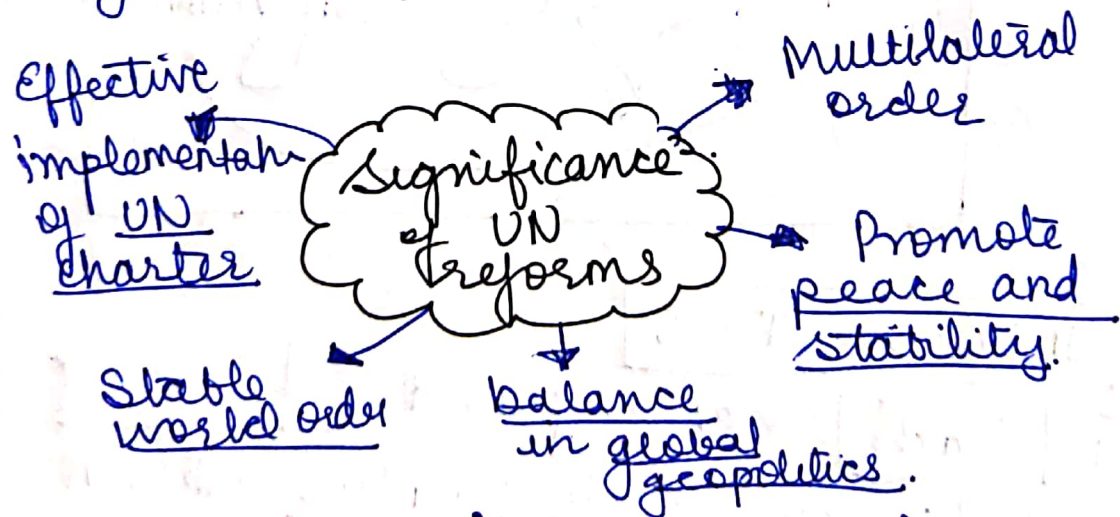 Significance
of UN
reforms
Multilateral
order
Promote
peace and
stability.
balance
in global
geopolitics.
Stable
world order
Effective
implementatn
of UN
Charter